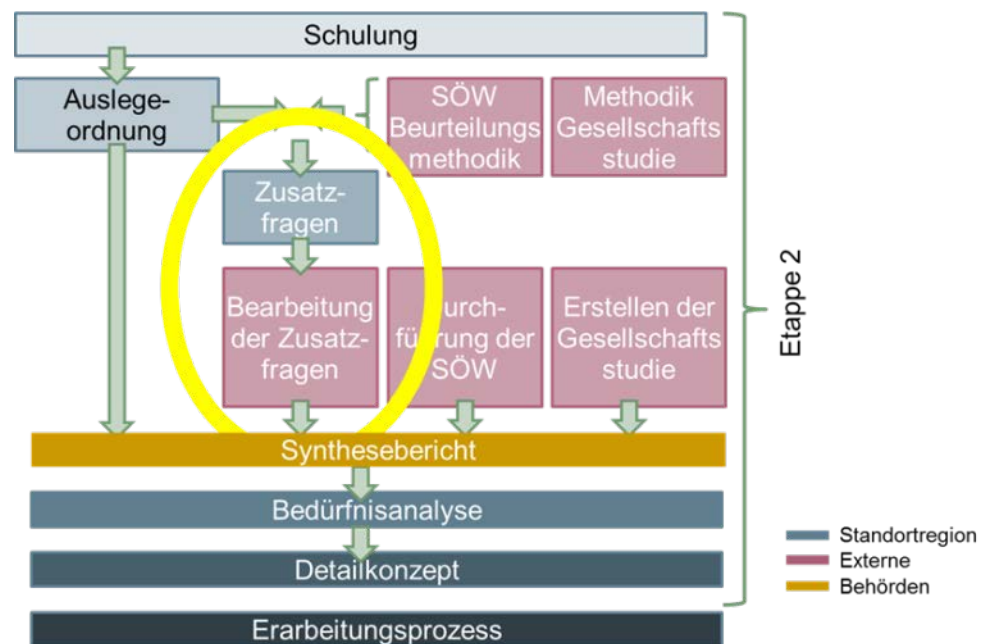 Schulung
Auslege-
ordnung
SÖW
Beurteilungs
methodik
Methodik
Gesellschafts
studie
Zusatz-
fragen
Bearbeitung
der Zusatz-
fragen
urch-
führung der
SÖW
Erstellen der
Gesellschafts
studie
Etappe 2
Synthesebericht
Bedürfnisanalyse
Detailkonzept
Erarbeitungsprozess
Standortregion
Externe
Behörden